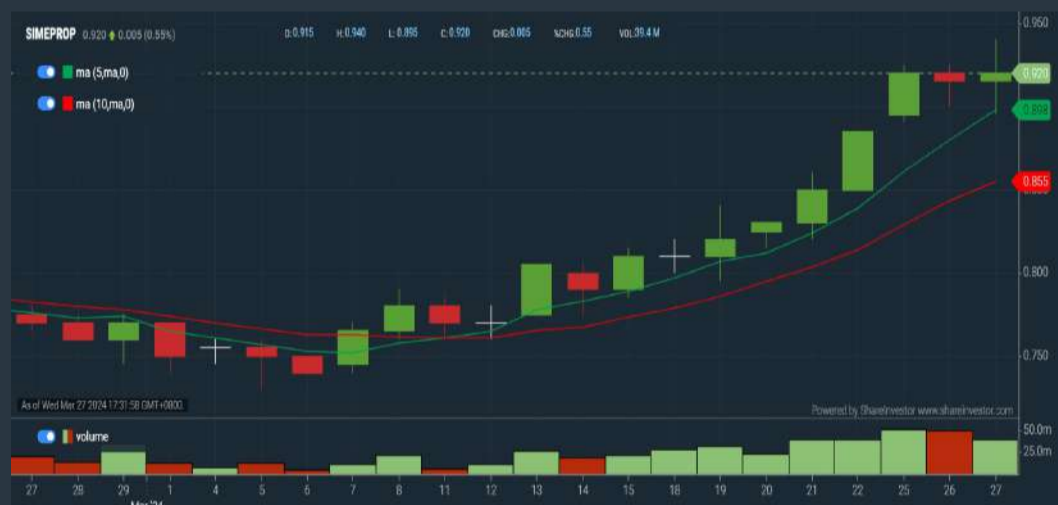 SIMEPROP 0.920 0.005 (0.55%) O:0.915 H:0.940 L:0.895 C:0.920 CHG:0.005 %CHG:0.55 VOL:39.4 M
ma (5,ma,0)
ma (10,ma,0)
0.950
0.920
0.898
0.855
0.800
0.750
As of Wed Mar 27 2024 17:31:58 GMT+0800
Powered by ShareInvestor www.shareinvestor.com
volume
50.0m
25.0m
27 28 29 1 4 5 6 7 8 11 12 13 14 15 18 19 20 21 22 25 26 27